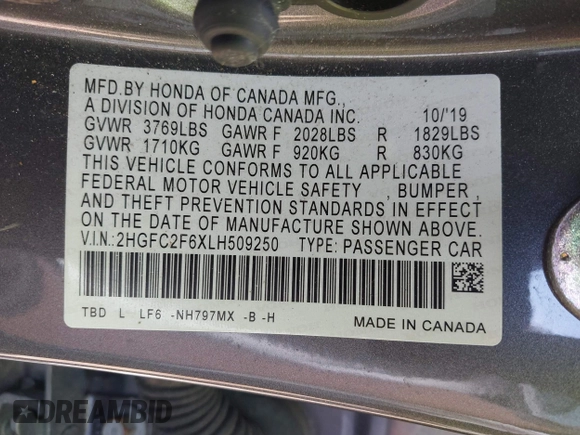 MFD.BY HONDA OF CANADA MFG.,
A DIVISION OF HONDA CANADA INC. 10/'19
GVWR 3769LBS GAWR F 2028LBS R 1829LBS
GVWR 1710KG GAWR F 920KG R 830KG
THIS VEHICLE CONFORMS TO ALL APPLICABLE
FEDERAL MOTOR VEHICLE SAFETY , BUMPER,
AND THEFT PREVENTION STANDARDS IN EFFECT
ON THE DATE OF MANUFACTURE SHOWN ABOVE.
V.I.N.:2HGFC2F6XLH509250 TYPE: PASSENGER CAR
TBD L LF6 -NH797MX -B -H
MADE IN CANADA
DREAMBID